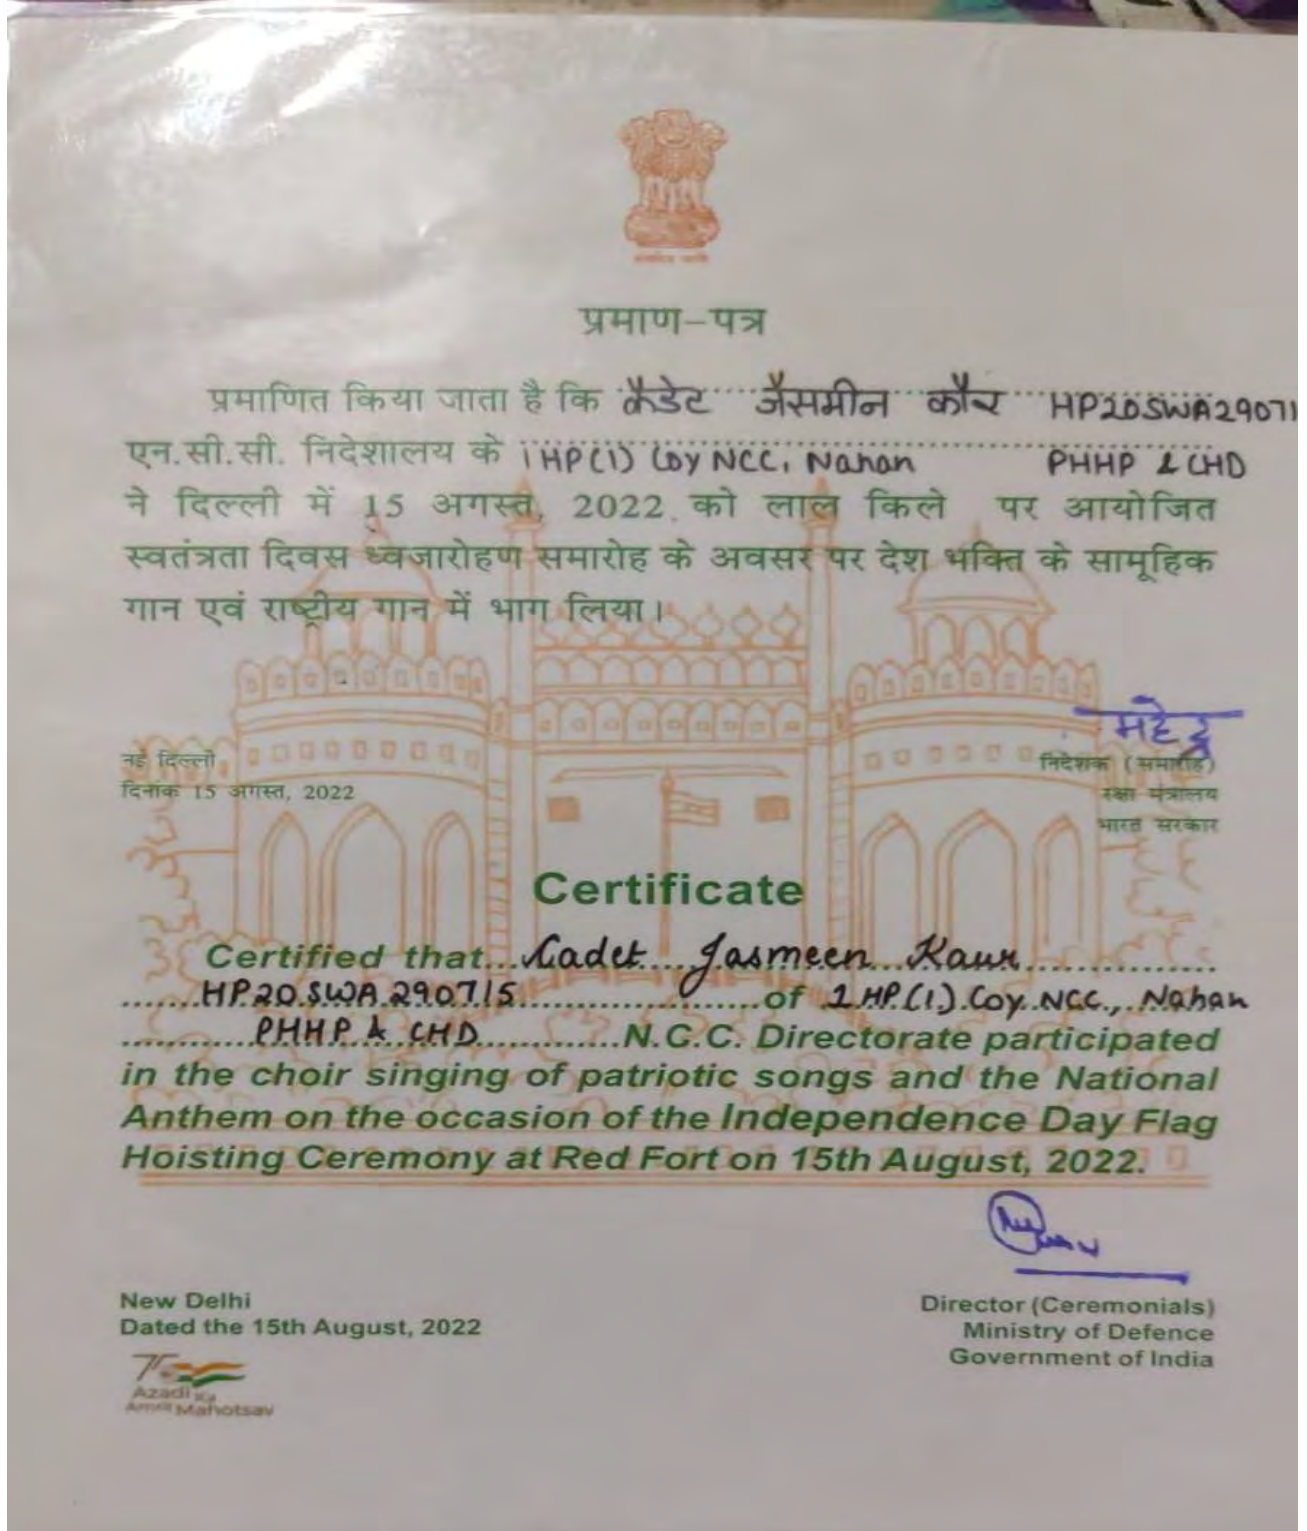 प्रमाण–पत्र
प्रमाणित किया जाता है कि कैडेट जैसमीन कौर HP20SWA29071
एन.सी.सी. निदेशालय के 1HP(1) Coy NCC, Nahan PHHP & CHD
ने दिल्ली में 15 अगस्त, 2022 को लाल किले पर आयोजित
स्वतंत्रता दिवस ध्वजारोहण समारोह के अवसर पर देश भक्ति के सामूहिक
गान एवं राष्ट्रीय गान में भाग लिया।
नई दिल्ली
दिनांक 15 अगस्त, 2022
निदेशक (समारोह)
रक्षा मंत्रालय
भारत सरकार
Certificate
Certified that Cadet Jasmeen Kaur
HP20SWA290715 of 1HP(1) Coy NCC, Nahan
PHHP & CHD N.C.C. Directorate participated
in the choir singing of patriotic songs and the National
Anthem on the occasion of the Independence Day Flag
Hoisting Ceremony at Red Fort on 15th August, 2022.
New Delhi
Dated the 15th August, 2022
Director (Ceremonials)
Ministry of Defence
Government of India
75
Azadi Ka
Amrit Mahotsav